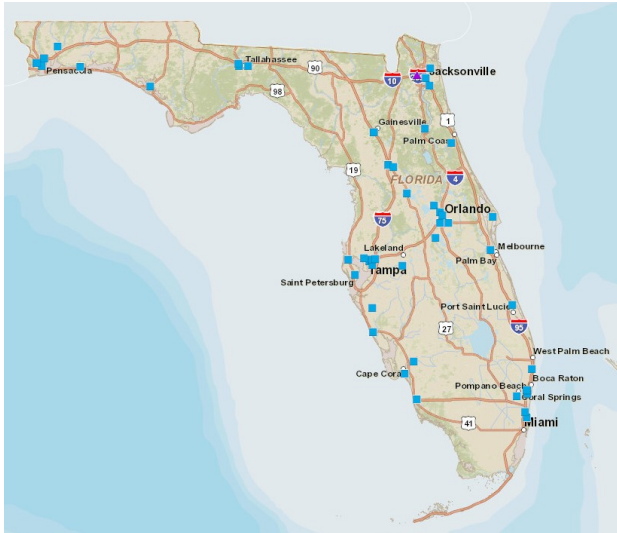 Pensacola
Tallahassee
90
98
10
Jacksonville
Gainesville
1
Palm Coas
19
FLORIDA
4
75
Orlando
Lakeland
Melbourne
Palm Bay
Tampa
Saint Petersburg
Port Saint Lucie
95
27
West Palm Beach
Cape Cora
Boca Raton
Pompano Beach
Coral Springs
41
Miami